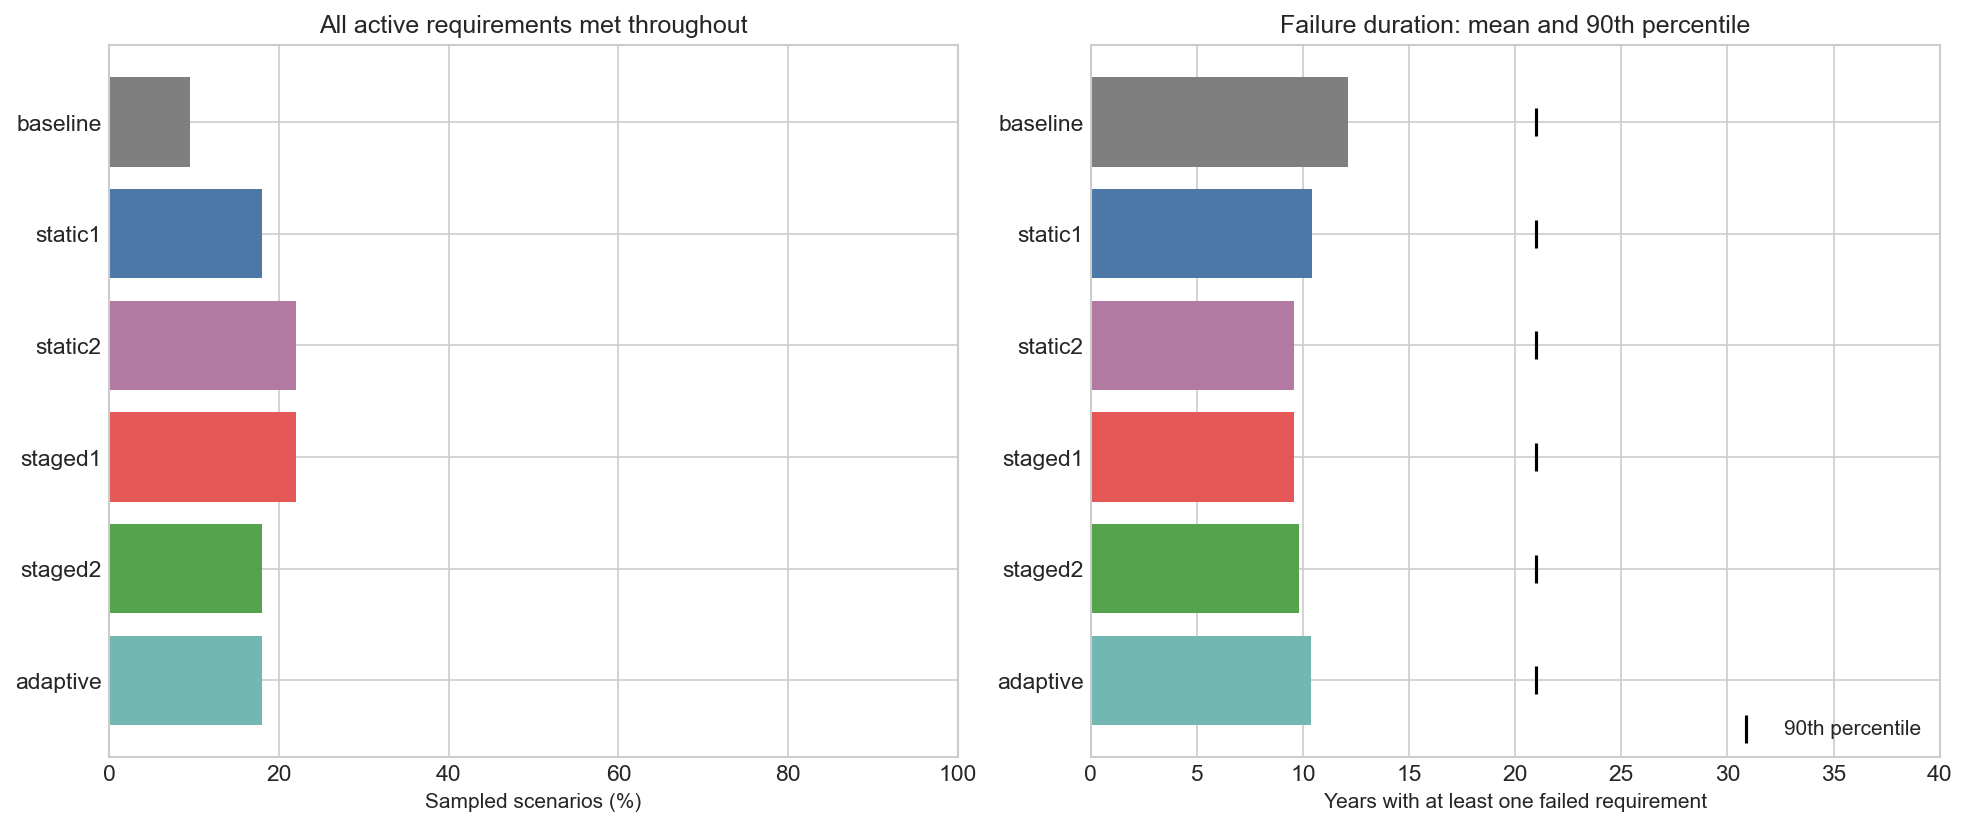 All active requirements met throughout
baseline
static1
static2
staged1
staged2
adaptive
0 20 40 60 80 100
Sampled scenarios (%)
Failure duration: mean and 90th percentile
baseline
static1
static2
staged1
staged2
adaptive
90th percentile
0 5 10 15 20 25 30 35 40
Years with at least one failed requirement